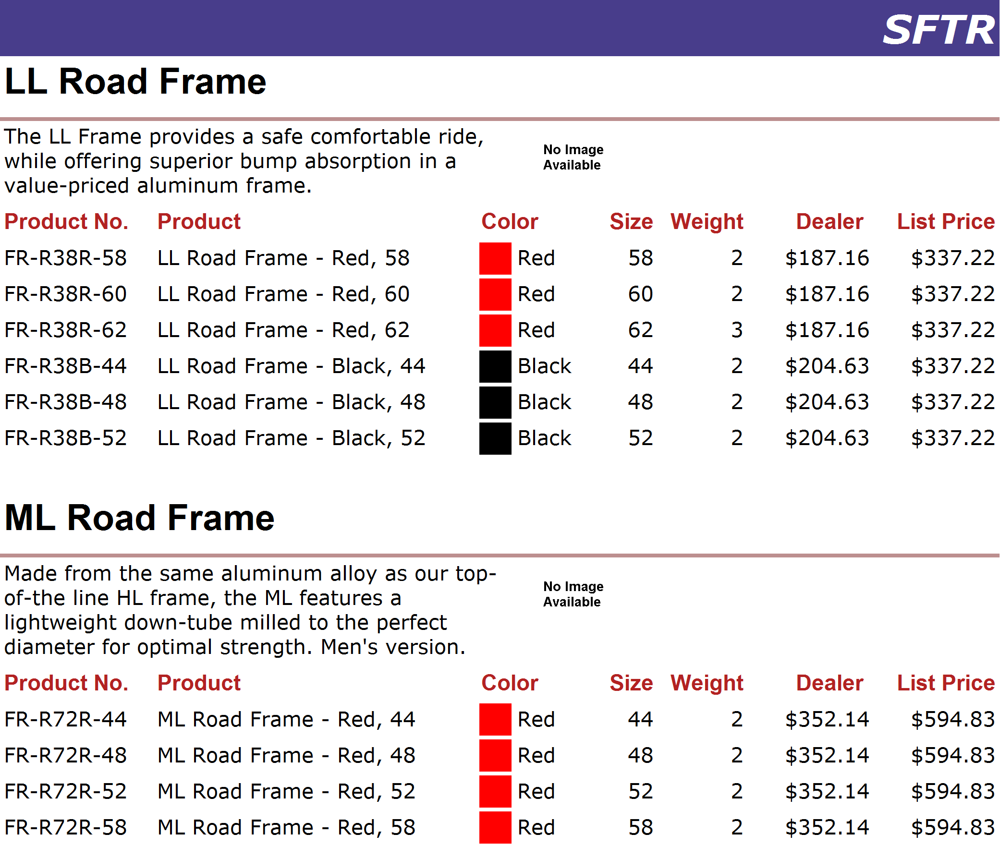 SFTR
LL Road Frame
The LL Frame provides a safe comfortable ride,
while offering superior bump absorption in a
value-priced aluminum frame.
No Image
Available
Product No. Product Color Size Weight Dealer List Price
FR-R38R-58 LL Road Frame - Red, 58 Red 58 2 $187.16 $337.22
FR-R38R-60 LL Road Frame - Red, 60 Red 60 2 $187.16 $337.22
FR-R38R-62 LL Road Frame - Red, 62 Red 62 3 $187.16 $337.22
FR-R38B-44 LL Road Frame - Black, 44 Black 44 2 $204.63 $337.22
FR-R38B-48 LL Road Frame - Black, 48 Black 48 2 $204.63 $337.22
FR-R38B-52 LL Road Frame - Black, 52 Black 52 2 $204.63 $337.22
ML Road Frame
Made from the same aluminum alloy as our top-
of-the line HL frame, the ML features a
lightweight down-tube milled to the perfect
diameter for optimal strength. Men's version.
No Image
Available
Product No. Product Color Size Weight Dealer List Price
FR-R72R-44 ML Road Frame - Red, 44 Red 44 2 $352.14 $594.83
FR-R72R-48 ML Road Frame - Red, 48 Red 48 2 $352.14 $594.83
FR-R72R-52 ML Road Frame - Red, 52 Red 52 2 $352.14 $594.83
FR-R72R-58 ML Road Frame - Red, 58 Red 58 2 $352.14 $594.83